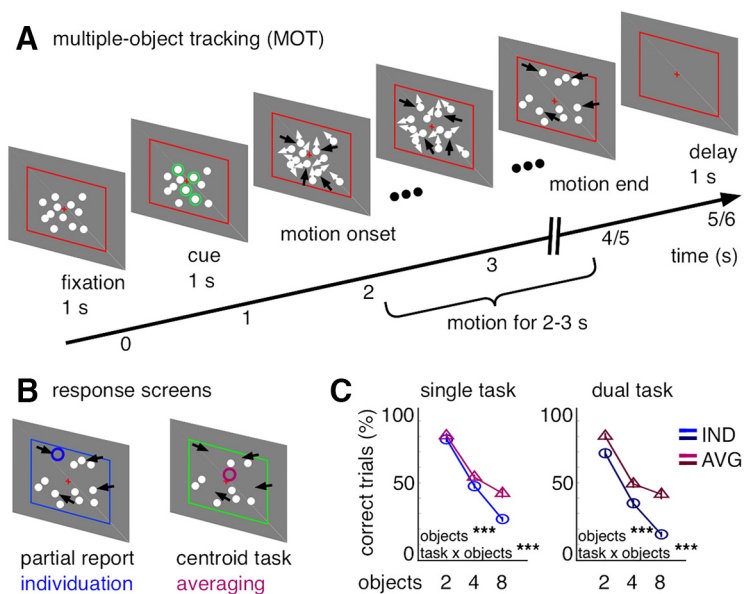 A multiple-object tracking (MOT)
fixation
1 s
cue
1 s
motion onset
motion end
delay
1 s
0
1
2
3
4/5
5/6
time (s)
motion for 2-3 s
B response screens
partial report
individuation
centroid task
averaging
C single task dual task
correct trials (%)
100
50
0
objects ***
task x objects ***
objects 2 4 8
100
50
0
objects ***
task x objects ***
2 4 8
IND
AVG